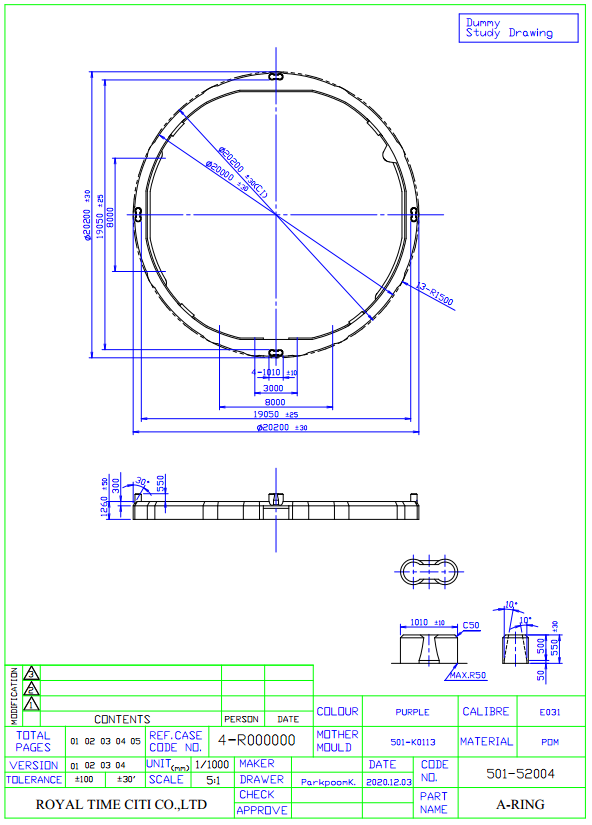 Dummy
Study Drawing
Ø20200 ±30
19050 ±25
8000
Ø20200 ±30(C1)
Ø20000 ±30
13-R1500
4-1010 ±10
3000
8000
19050 ±25
Ø20200 ±30
1260 ±50
300
30°
550
1010 ±10
C50
MAX.R50
10°
10°
500
550 ±30
50
MODIFICATION
3
2
1
CONTENTS PERSON DATE
COLOUR PURPLE CALIBRE E031
TOTAL PAGES 01 02 03 04 05 REF.CASE CODE NO. 4-R000000 MOTHER MOULD 501-K0113 MATERIAL POM
VERSION 01 02 03 04 UNIT(mm) 1/1000 MAKER DATE CODE NO. 501-52004
TOLERANCE ±100 ±30' SCALE 5:1 DRAWER ParkpoonK. 2020.12.03
ROYAL TIME CITI CO.,LTD CHECK PART NAME A-RING
APPROVE